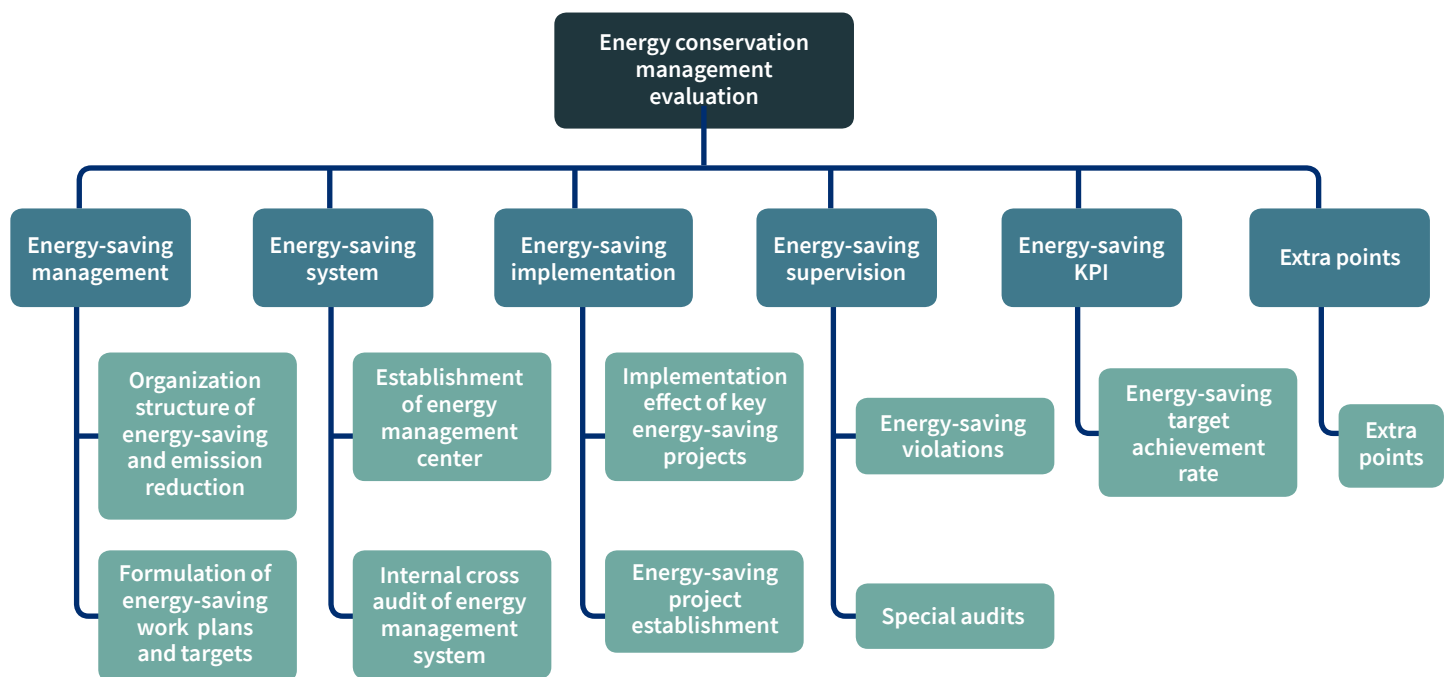 Energy conservation
management
evaluation
Energy-saving
management
Energy-saving
system
Energy-saving
implementation
Energy-saving
supervision
Energy-saving
KPI
Extra points
Organization
structure of
energy-saving
and emission
reduction
Establishment
of energy
management
center
Implementation
effect of key
energy-saving
projects
Energy-saving
violations
Energy-saving
target
achievement
rate
Extra
points
Formulation of
energy-saving
work plans
and targets
Internal cross
audit of energy
management
system
Energy-saving
project
establishment
Special audits